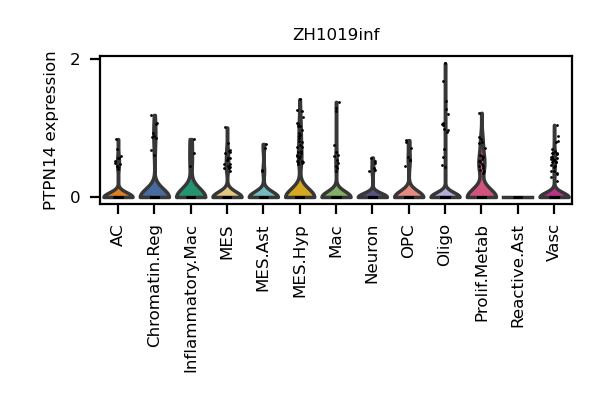 ZH1019inf
PTPN14 expression
2
0
AC
Chromatin.Reg
Inflammatory.Mac
MES
MES.Ast
MES.Hyp
Mac
Neuron
OPC
Oligo
Prolif.Metab
Reactive.Ast
Vasc